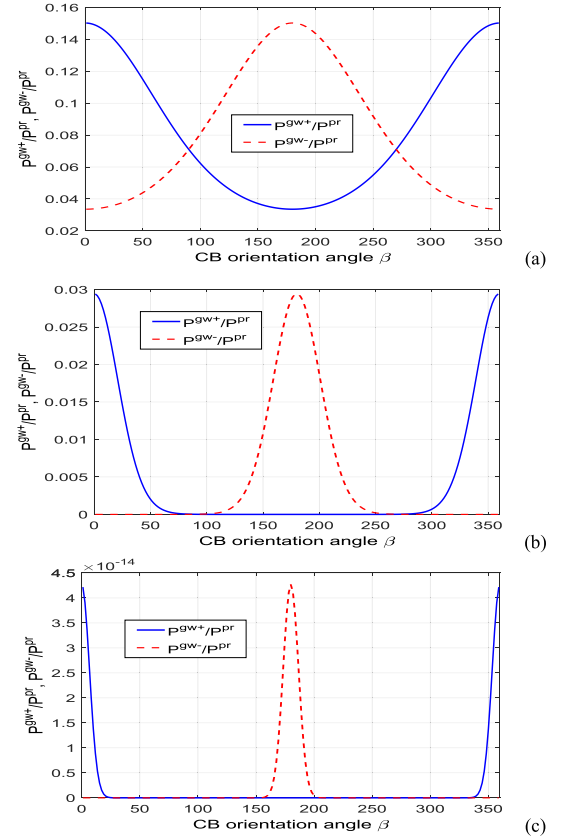 0.16
0.14
0.12
0.1
0.08
0.06
0.04
0.02
P^gw+/P^pr, P^gw-/P^pr
P^gw+/P^pr
P^gw-/P^pr
0 50 100 150 200 250 300 350
CB orientation angle β
(a)
0.03
0.025
0.02
0.015
0.01
0.005
0
P^gw+/P^pr, P^gw-/P^pr
P^gw+/P^pr
P^gw-/P^pr
0 50 100 150 200 250 300 350
CB orientation angle β
(b)
×10^-14
4.5
4
3.5
3
2.5
2
1.5
1
0.5
0
P^gw+/P^pr, P^gw-/P^pr
P^gw+/P^pr
P^gw-/P^pr
0 50 100 150 200 250 300 350
CB orientation angle β
(c)